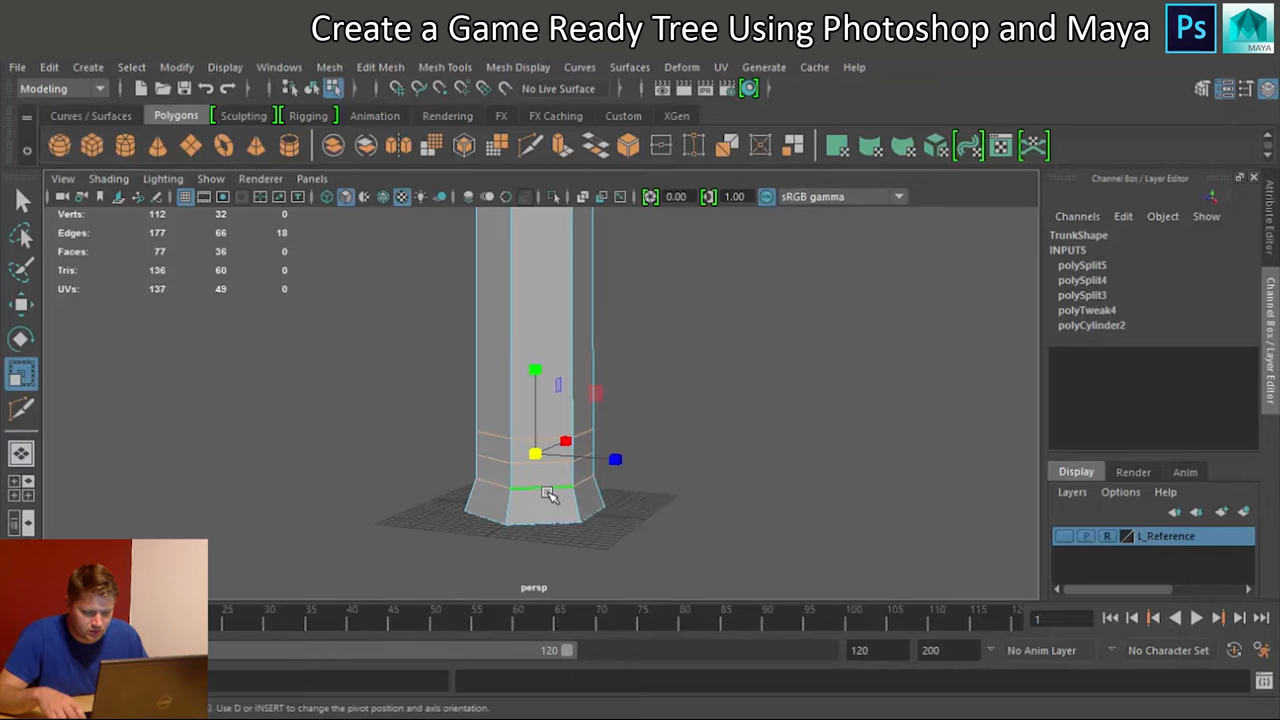 Create a Game Ready Tree Using Photoshop and Maya
Ps
MAYA
File Edit Create Select Modify Display Windows Mesh Edit Mesh Mesh Tools Mesh Display Curves Surfaces Deform UV Generate Cache Help
Modeling
No Live Surface
Curves / Surfaces Polygons Sculpting Rigging Animation Rendering FX FX Caching Custom XGen
View Shading Lighting Show Renderer Panels
0.00 1.00 sRGB gamma
Verts: 112 32 0
Edges: 177 66 18
Faces: 77 36 0
Tris: 136 60 0
UVs: 137 49 0
persp
Channel Box / Layer Editor
Channels Edit Object Show
TrunkShape
INPUTS
polySplit5
polySplit4
polySplit3
polyTweak4
polyCylinder2
Display Render Anim
Layers Options Help
P R L_Reference
Attribute Editor
Channel Box / Layer Editor
25 30 35 40 45 50 55 60 65 70 75 80 85 90 95 100 105 110 115 12
1
120 120 200 No Anim Layer No Character Set
Use D or INSERT to change the pivot position and axis orientation.